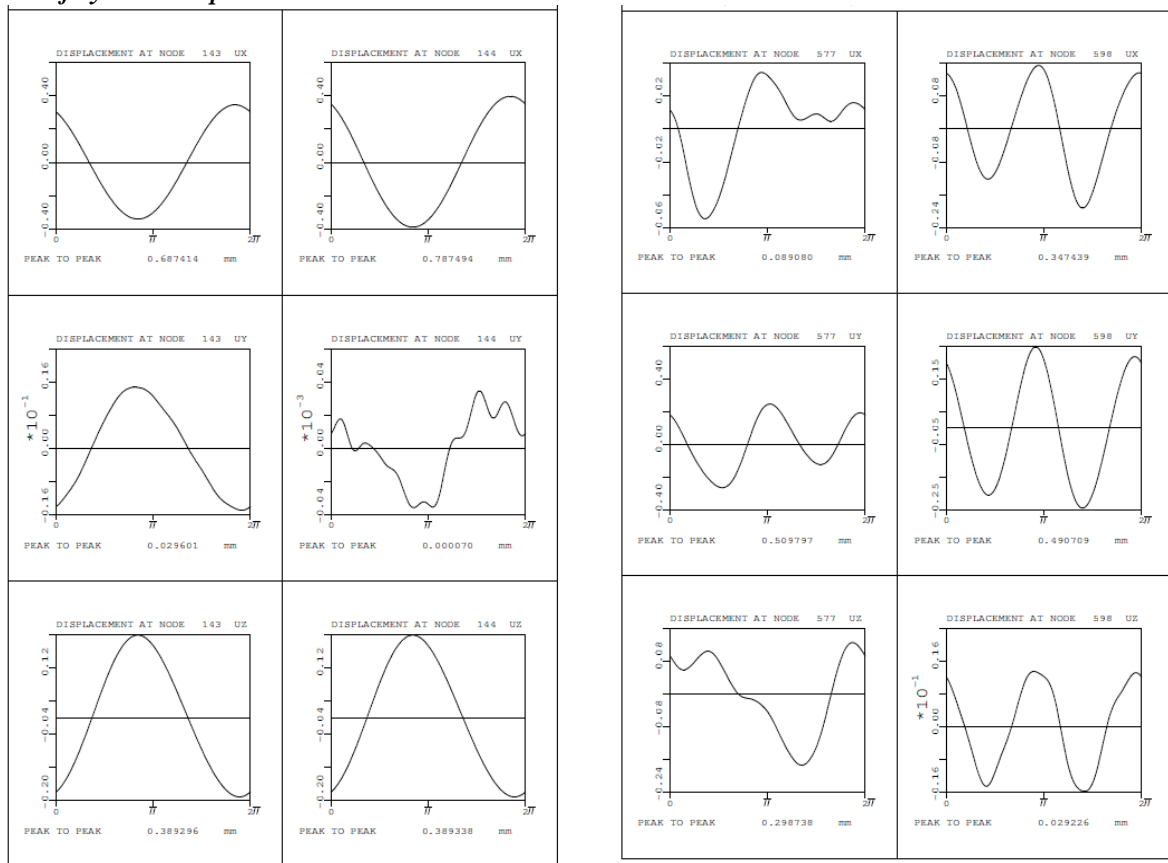 DISPLACEMENT AT NODE 143 UX
0.40
0.00
-0.40
0 π 2π
PEAK TO PEAK 0.687414 mm
DISPLACEMENT AT NODE 144 UX
0.40
0.00
-0.40
0 π 2π
PEAK TO PEAK 0.787494 mm
DISPLACEMENT AT NODE 577 UX
0.02
-0.02
-0.06
0 π 2π
PEAK TO PEAK 0.089080 mm
DISPLACEMENT AT NODE 598 UX
0.08
-0.08
-0.24
0 π 2π
PEAK TO PEAK 0.347439 mm
DISPLACEMENT AT NODE 143 UY
*10-1
0.16
0.00
-0.16
0 π 2π
PEAK TO PEAK 0.029601 mm
DISPLACEMENT AT NODE 144 UY
*10-3
0.04
0.00
-0.04
0 π 2π
PEAK TO PEAK 0.000070 mm
DISPLACEMENT AT NODE 577 UY
0.40
0.00
-0.40
0 π 2π
PEAK TO PEAK 0.509797 mm
DISPLACEMENT AT NODE 598 UY
0.15
-0.05
-0.25
0 π 2π
PEAK TO PEAK 0.490709 mm
DISPLACEMENT AT NODE 143 UZ
0.12
-0.04
-0.20
0 π 2π
PEAK TO PEAK 0.389296 mm
DISPLACEMENT AT NODE 144 UZ
0.12
-0.04
-0.20
0 π 2π
PEAK TO PEAK 0.389338 mm
DISPLACEMENT AT NODE 577 UZ
0.08
-0.08
-0.24
0 π 2π
PEAK TO PEAK 0.298738 mm
DISPLACEMENT AT NODE 598 UZ
*10-1
0.16
0.00
-0.16
0 π 2π
PEAK TO PEAK 0.029226 mm